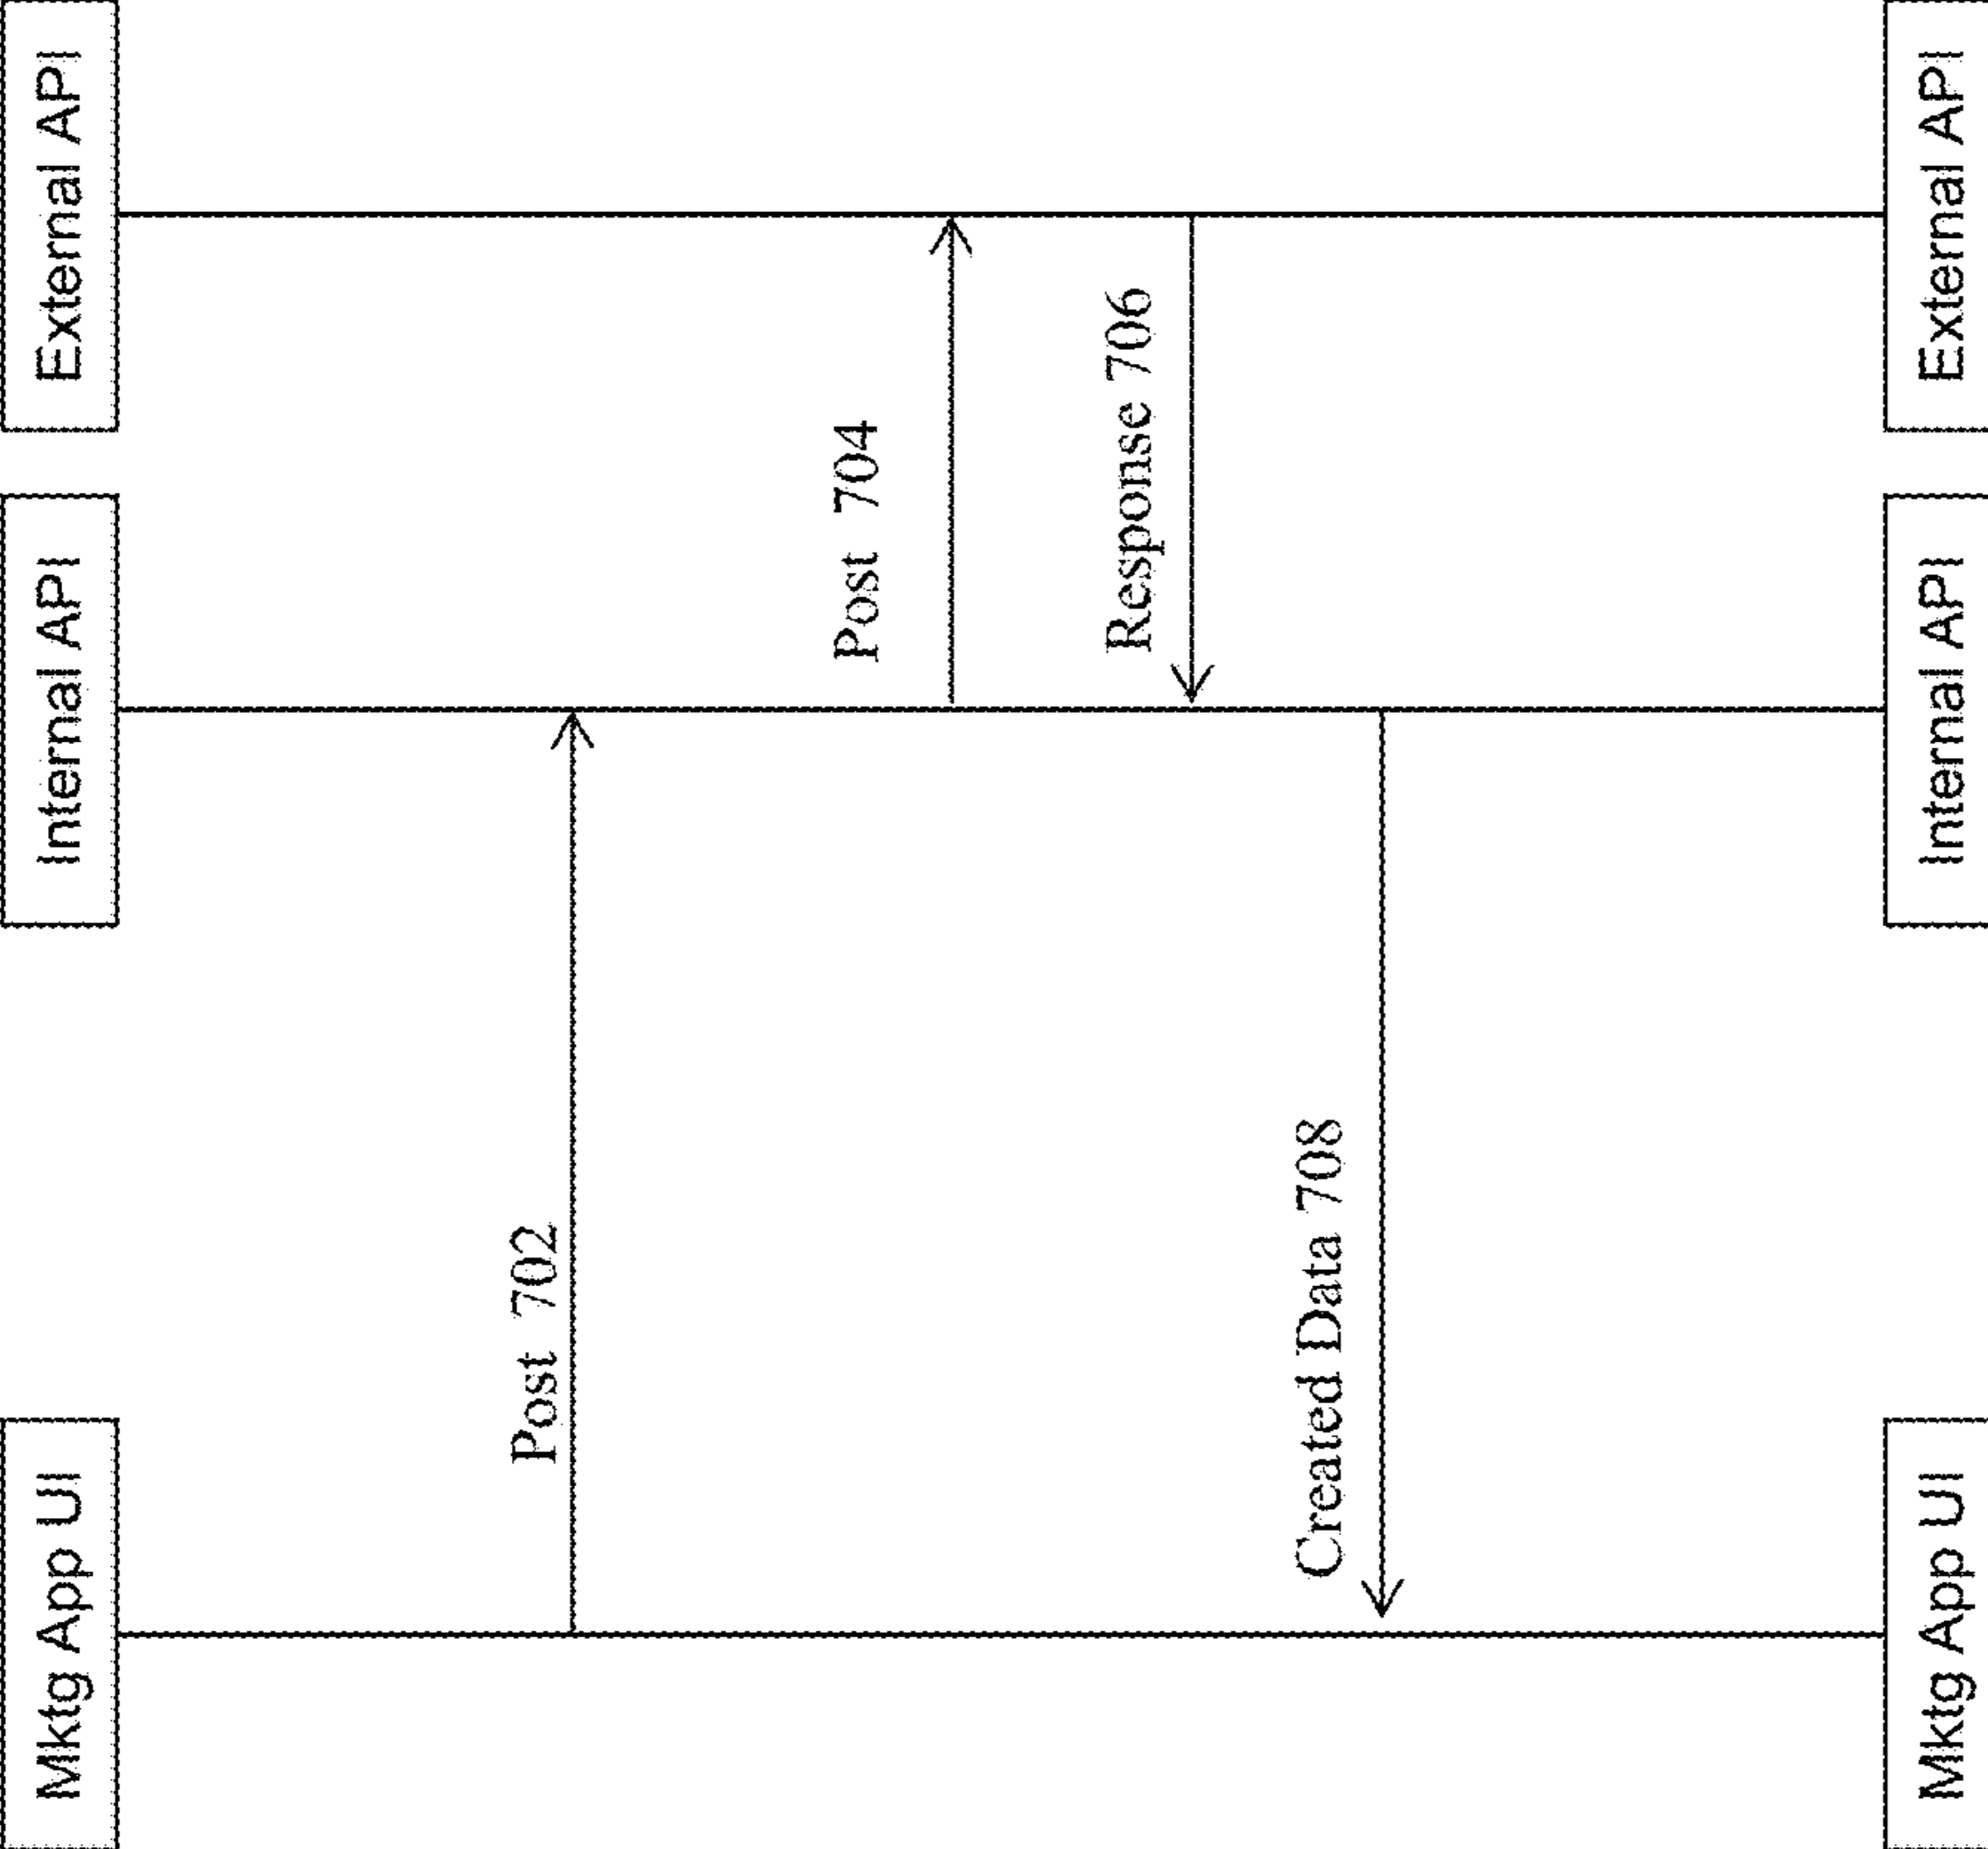 Mktg App UI
Internal API
External API
Post 702
Post 704
Response 706
Created Data 708
Mktg App UI
Internal API
External API